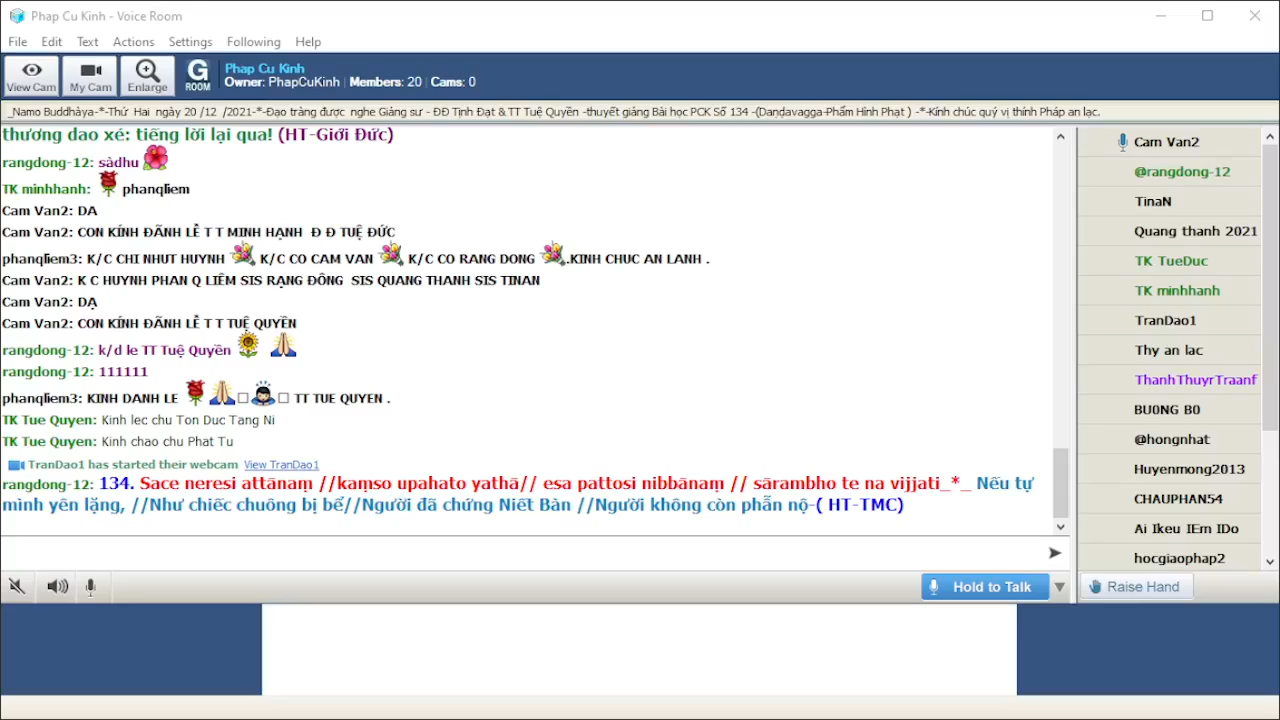 Phap Cu Kinh - Voice Room
File Edit Text Actions Settings Following Help
View Cam My Cam Enlarge G ROOM
Phap Cu Kinh
Owner: PhapCuKinh Members: 20 Cams: 0
_Namo Buddhàya-*-Thứ Hai ngày 20 /12 /2021-*-Đạo tràng được nghe Giảng sư - ĐĐ Tịnh Đạt & TT Tuệ Quyền -thuyết giảng Bài học PCK Số 134 -(Daṇḍavagga-Phẩm Hình Phạt ) -*-Kính chúc quý vị thính Pháp an lạc.
thương dao xé: tiếng lời lại qua! (HT-Giới Đức)
rangdong-12: sàdhu
TK minhhanh: phanqliem
Cam Van2: DA
Cam Van2: CON KÍNH ĐÃNH LỄ T T MINH HẠNH Đ Đ TUỆ ĐỨC
phanqliem3: K/C CHI NHUT HUYNH K/C CO CAM VAN K/C CO RANG DONG .KINH CHUC AN LANH .
Cam Van2: K C HUYNH PHAN Q LIÊM SIS RẠNG ĐÔNG SIS QUANG THANH SIS TINAN
Cam Van2: DẠ
Cam Van2: CON KÍNH ĐÃNH LỄ T T TUỆ QUYỀN
rangdong-12: k/d le TT Tuệ Quyền
rangdong-12: 111111
phanqliem3: KINH DANH LE TT TUE QUYEN .
TK Tue Quyen: Kinh lec chu Ton Duc Tang Ni
TK Tue Quyen: Kinh chao chu Phat Tu
TranDao1 has started their webcam View TranDao1
rangdong-12: 134. Sace neresi attānaṃ //kaṃso upahato yathā// esa pattosi nibbānaṃ // sārambho te na vijjati_*_ Nếu tự
mình yên lặng, //Như chiếc chuông bị bể//Người đã chứng Niết Bàn //Người không còn phẫn nộ-( HT-TMC)
Cam Van2
@rangdong-12
TinaN
Quang thanh 2021
TK TueDuc
TK minhhanh
TranDao1
Thy an lac
ThanhThuyrTraanf
BU0NG B0
@hongnhat
Huyenmong2013
CHAUPHAN54
Ai Ikeu IEm IDo
hocgiaophap2
Hold to Talk
Raise Hand